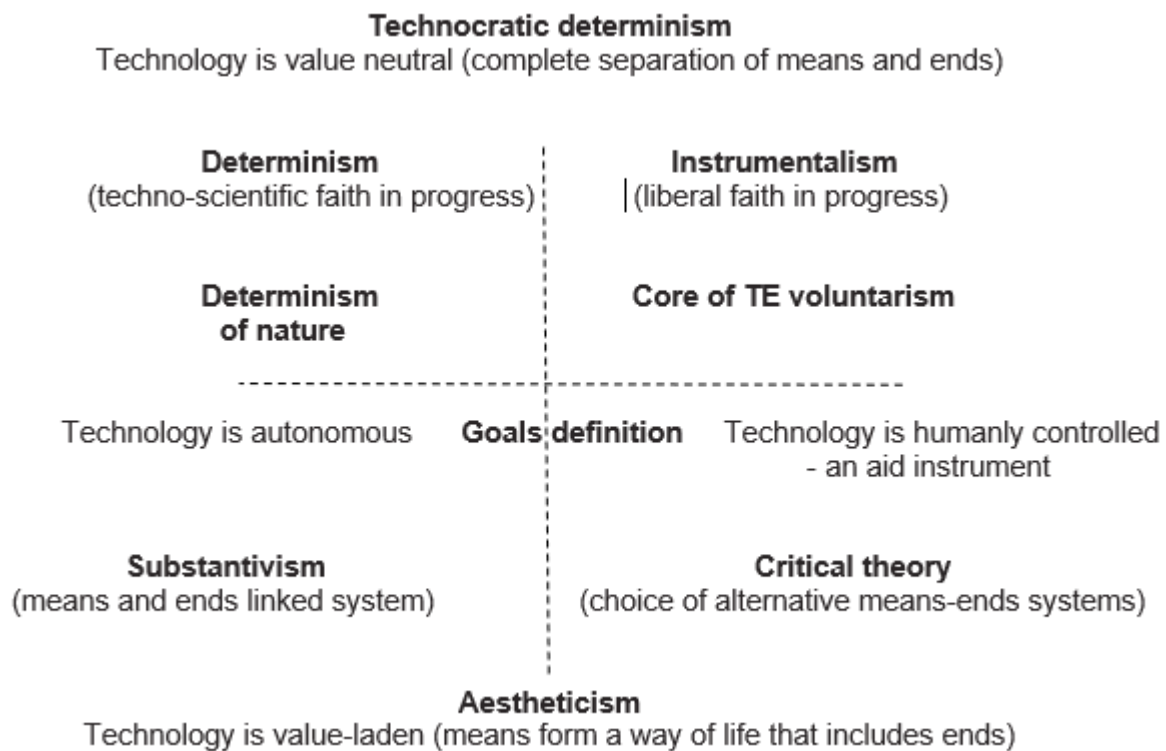 Technocratic determinism
Technology is value neutral (complete separation of means and ends)
Determinism
(techno-scientific faith in progress)
Instrumentalism
(liberal faith in progress)
Determinism
of nature
Core of TE voluntarism
Technology is autonomous
Goals definition
Technology is humanly controlled
- an aid instrument
Substantivism
(means and ends linked system)
Critical theory
(choice of alternative means-ends systems)
Aestheticism
Technology is value-laden (means form a way of life that includes ends)